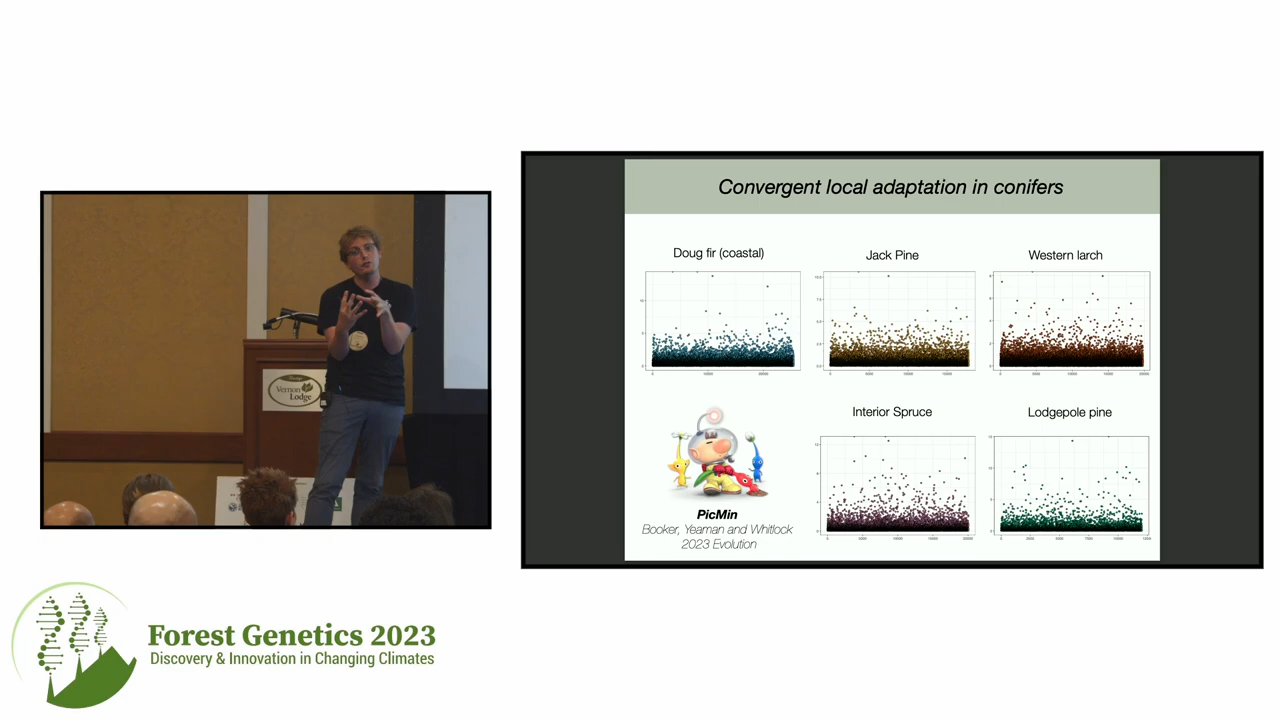 Convergent local adaptation in conifers
Doug fir (coastal)
Jack Pine
Western larch
Interior Spruce
Lodgepole pine
PicMin
Booker, Yeaman and Whitlock
2023 Evolution
Vernon
Lodge
Forest Genetics 2023
Discovery & Innovation in Changing Climates